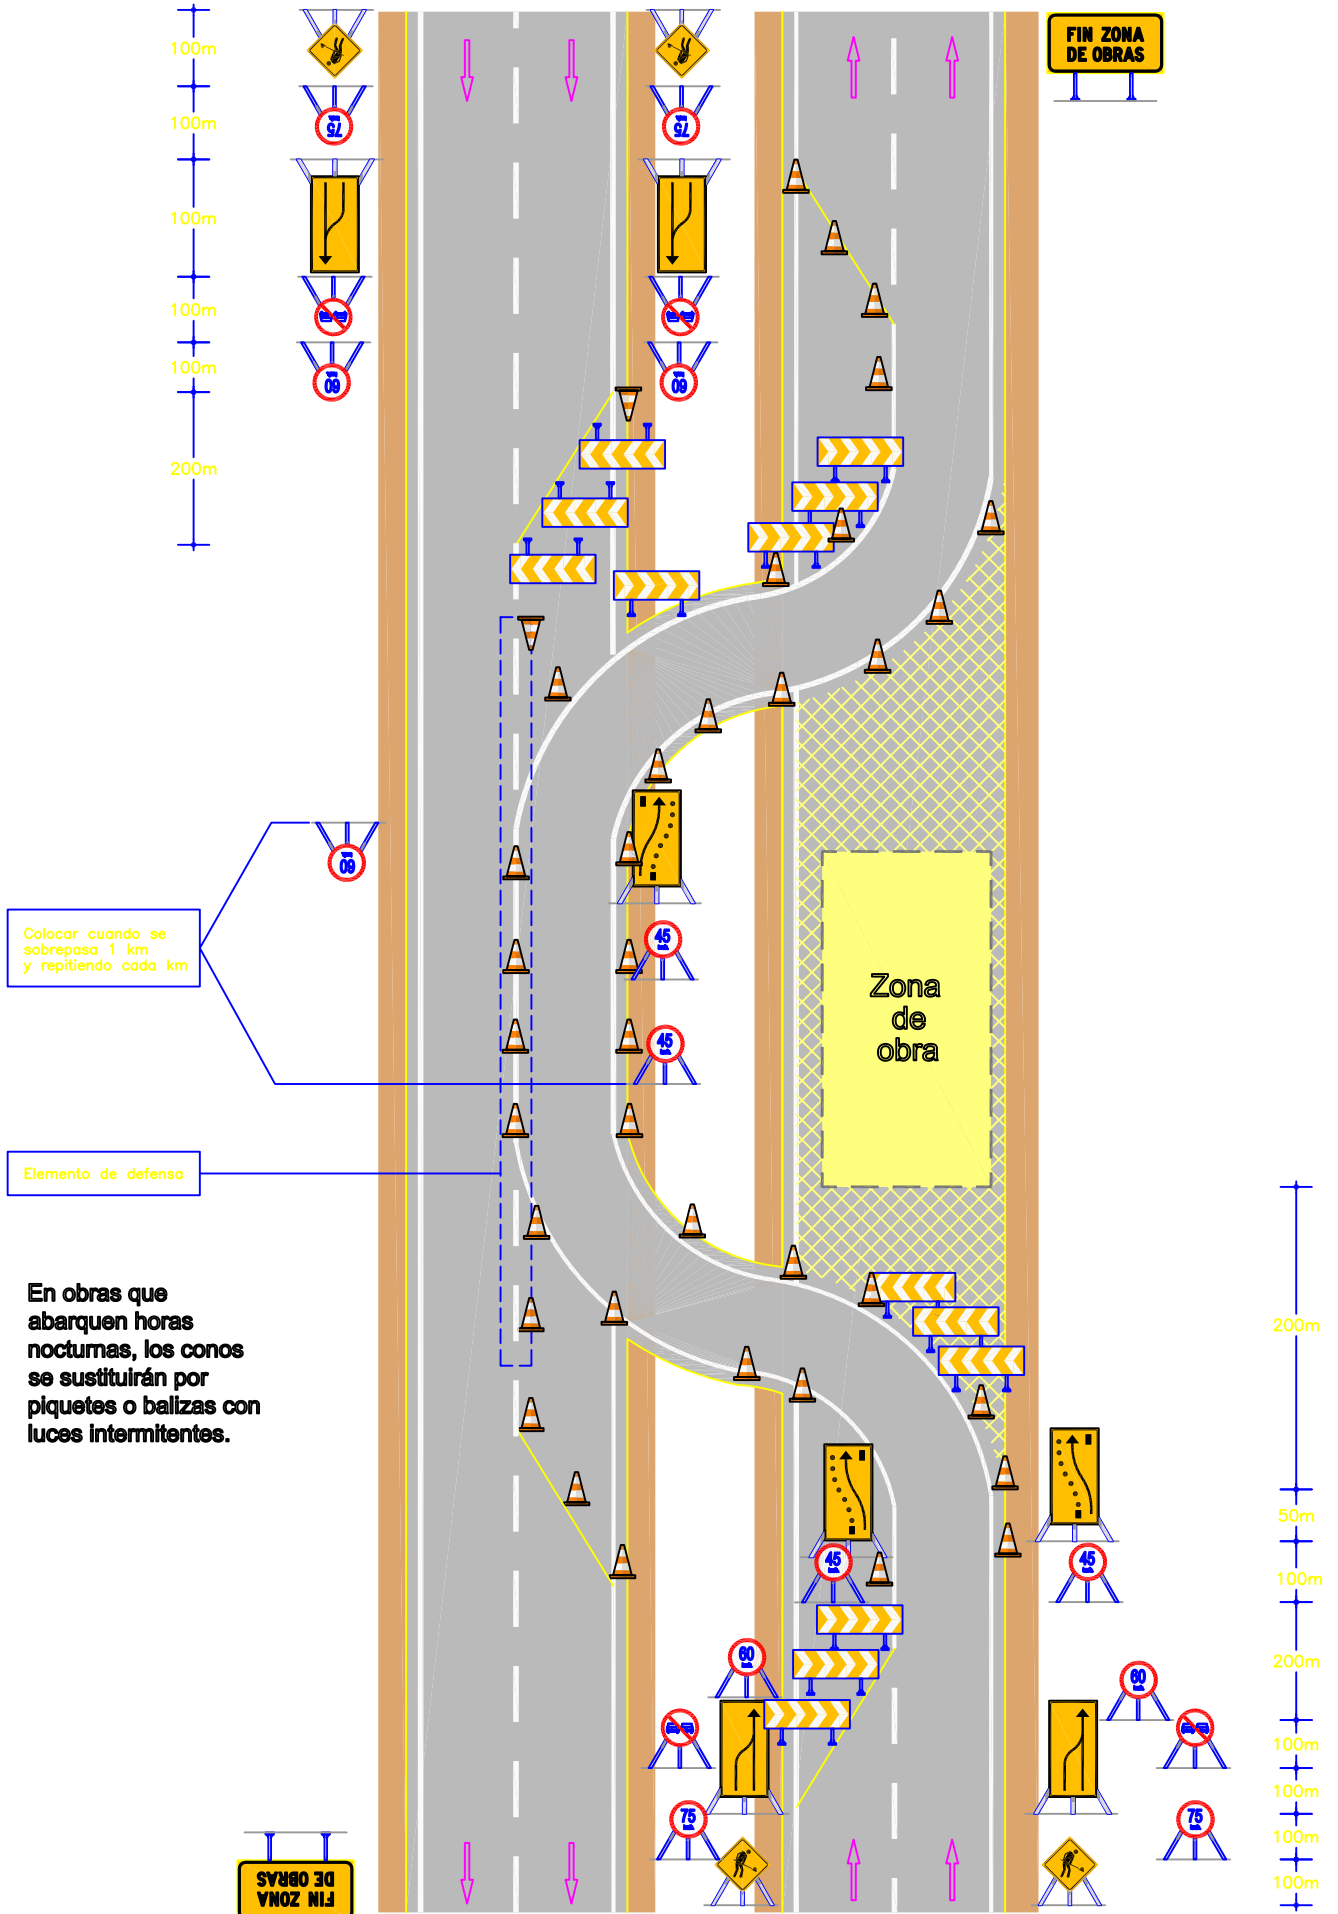 FIN ZONA
DE OBRAS
100m
100m
100m
100m
100m
200m
75
75
60
60
60
Colocar cuando se
sobrepasa 1 km
y repitiendo cada km
45
45
Zona
de
obra
Elemento de defensa
En obras que
abarquen horas
nocturnas, los conos
se sustituirán por
piquetes o balizas con
luces intermitentes.
200m
50m
100m
200m
100m
100m
100m
100m
45
45
60
60
75
75
FIN ZONA
DE OBRAS